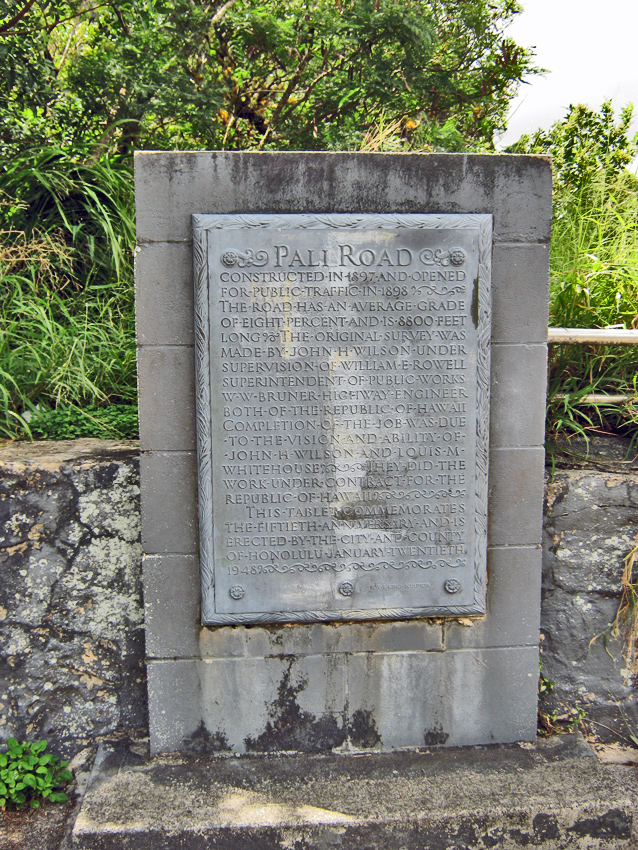 PALI ROAD
CONSTRUCTED·IN·1897·AND·OPENED
FOR·PUBLIC·TRAFFIC·IN·1898
THE·ROAD·HAS·AN·AVERAGE·GRADE
OF·EIGHT·PERCENT·AND·IS·8800·FEET
LONG THE·ORIGINAL·SURVEY·WAS
MADE·BY·JOHN·H·WILSON·UNDER
SUPERVISION·OF·WILLIAM·E·ROWELL
SUPERINTENDENT·OF·PUBLIC·WORKS
W·W·BRUNER·HIGHWAY·ENGINEER
BOTH·OF·THE·REPUBLIC·OF·HAWAII
COMPLETION·OF·THE·JOB·WAS·DUE
·TO·THE·VISION·AND·ABILITY·OF·
·JOHN·H·WILSON·AND·LOUIS·M·
WHITEHOUSE THEY·DID·THE
WORK·UNDER·CONTRACT·FOR·THE
REPUBLIC·OF·HAWAII
THIS·TABLET·COMMEMORATES
THE·FIFTIETH·ANNIVERSARY·AND·IS
ERECTED·BY·THE·CITY·AND·COUNTY
OF·HONOLULU·JANUARY·TWENTIETH
1948